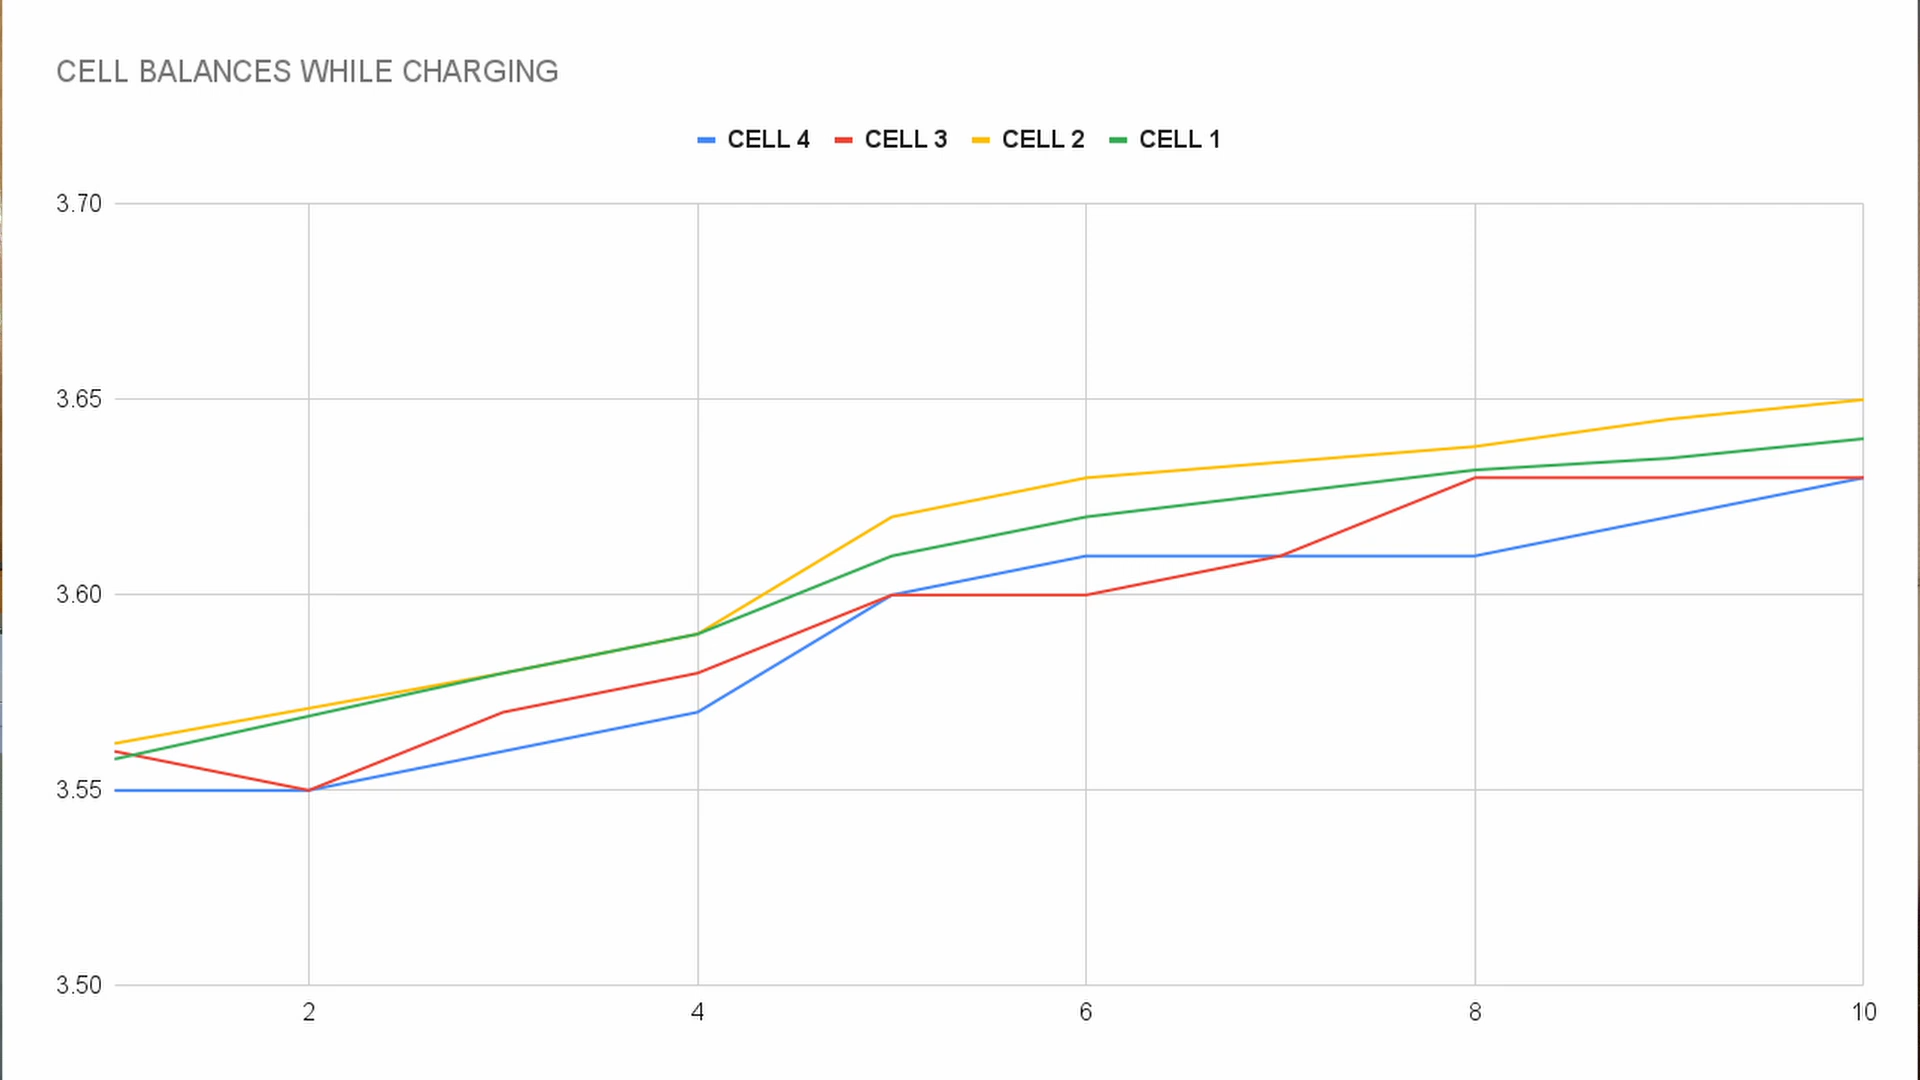 CELL BALANCES WHILE CHARGING
CELL 4 CELL 3 CELL 2 CELL 1
3.70
3.65
3.60
3.55
3.50
2 4 6 8 10